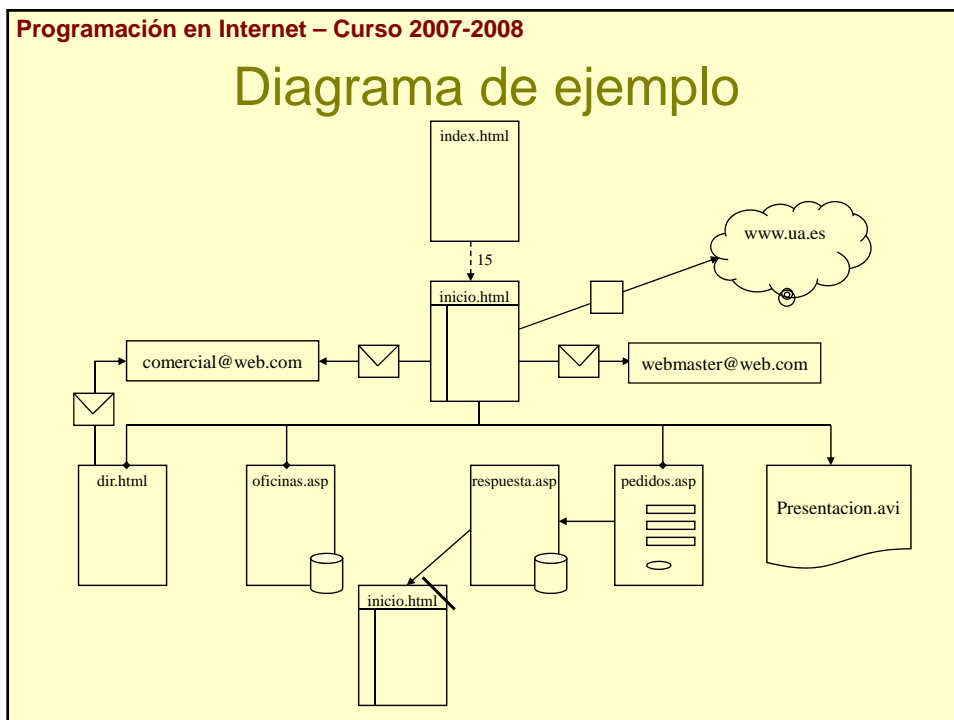 Programación en Internet – Curso 2007-2008
Diagrama de ejemplo
index.html
www.ua.es
15
inicio.html
comercial@web.com
webmaster@web.com
dir.html
oficinas.asp
respuesta.asp
pedidos.asp
Presentacion.avi
inicio.html